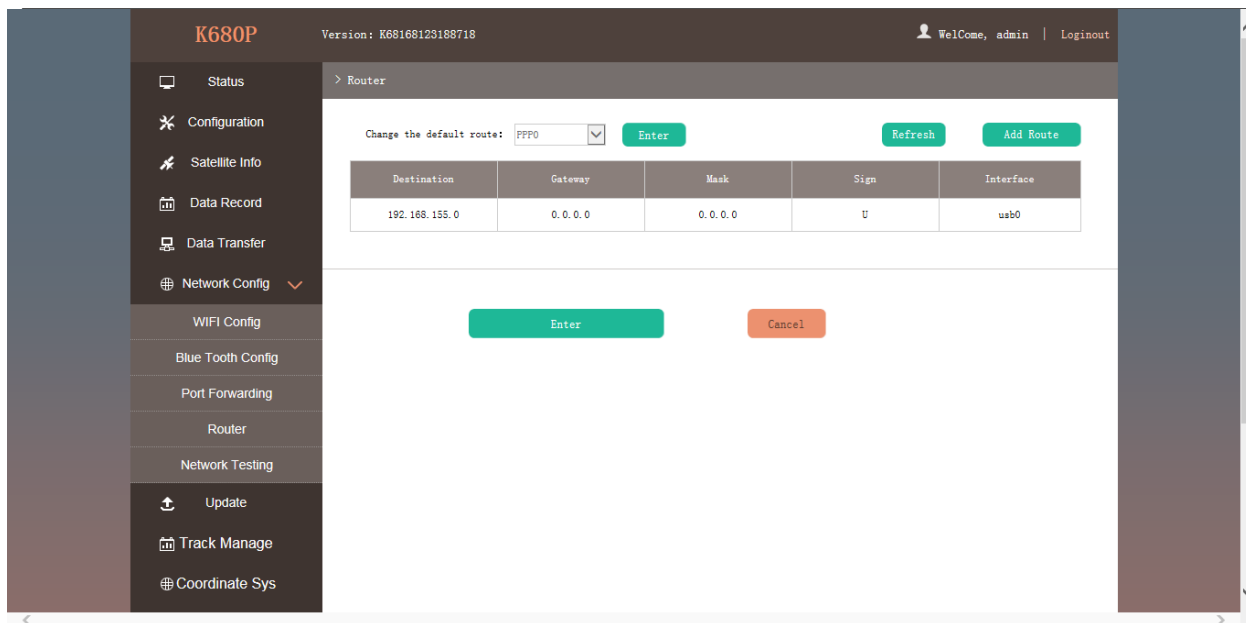 K680P
Version: K68168123188718
WelCome, admin | Loginout
Status
Configuration
Satellite Info
Data Record
Data Transfer
Network Config
WIFI Config
Blue Tooth Config
Port Forwarding
Router
Network Testing
Update
Track Manage
Coordinate Sys
> Router
Change the default route: PPP0 Enter Refresh Add Route
Destination Gateway Mask Sign Interface
192.168.155.0 0.0.0.0 0.0.0.0 U usb0
Enter Cancel